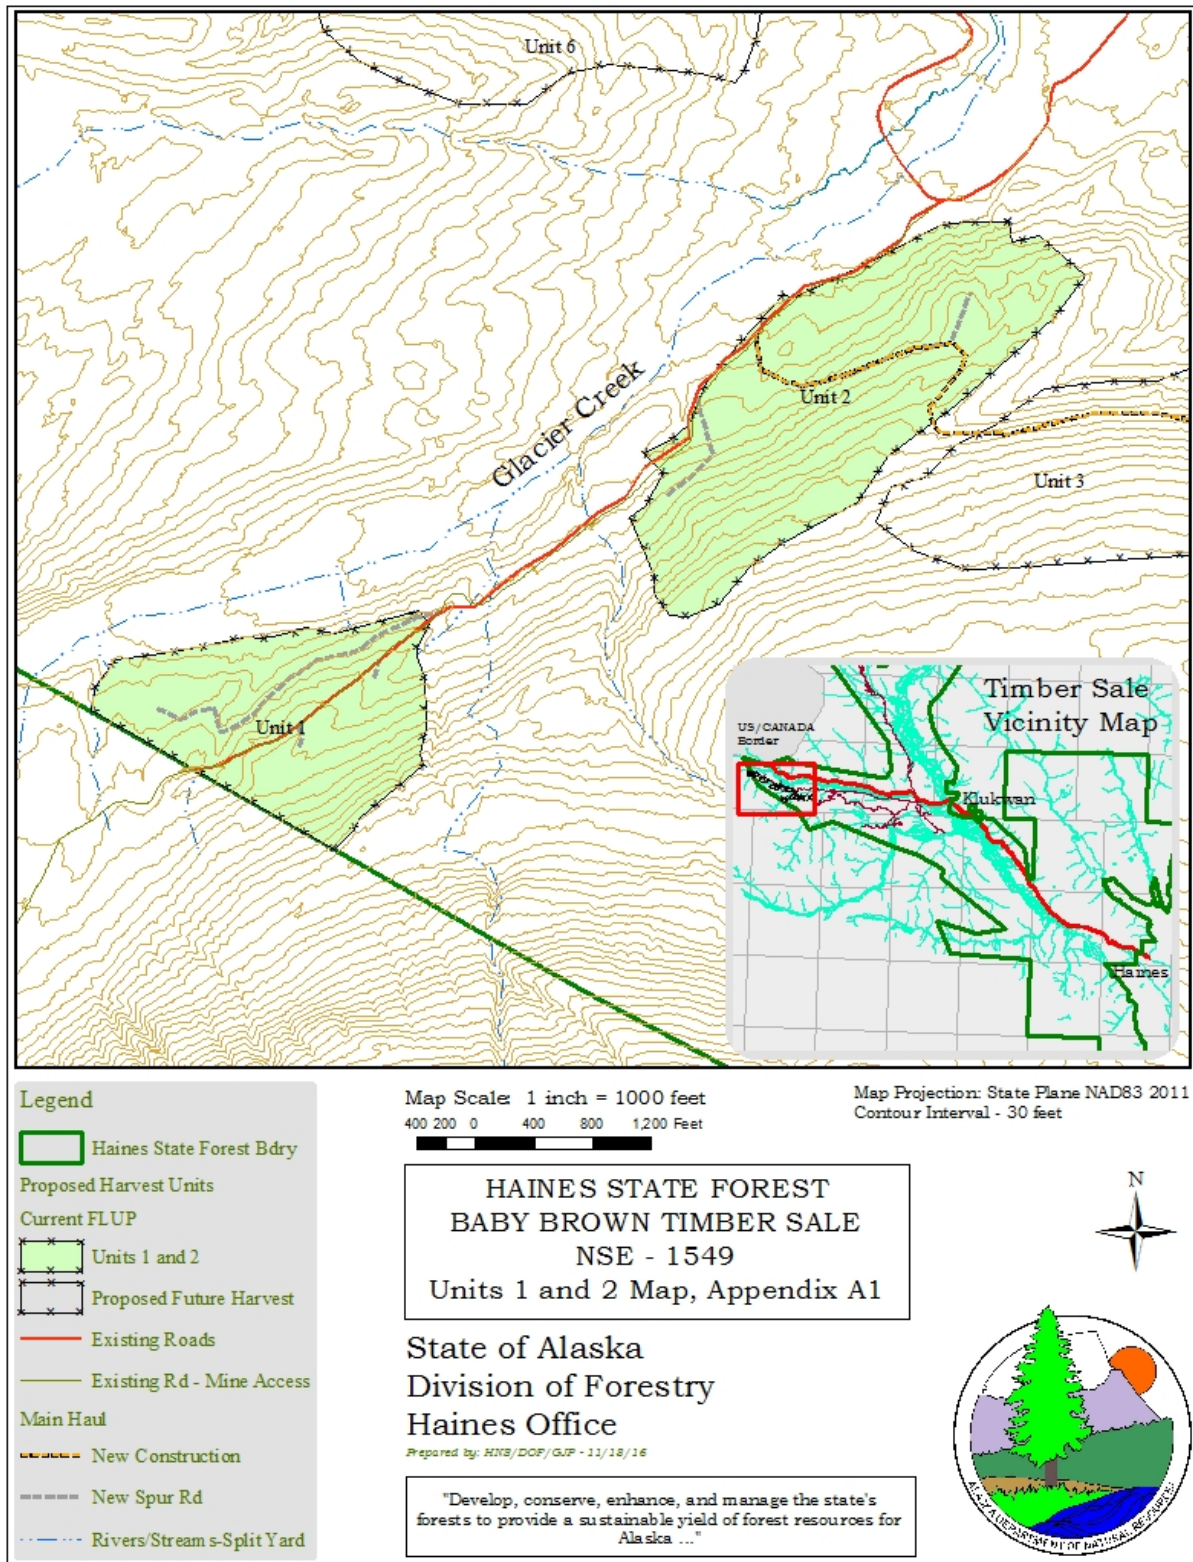 Unit 6
Glacier Creek
Unit 2
Unit 3
Unit 1
Timber Sale
Vicinity Map
US/CANADA
Border
Klukwan
Haines
Legend
Haines State Forest Bdry
Proposed Harvest Units
Current FLUP
Units 1 and 2
Proposed Future Harvest
Existing Roads
Existing Rd - Mine Access
Main Haul
New Construction
New Spur Rd
Rivers/Streams-Split Yard
Map Scale: 1 inch = 1000 feet
400 200 0 400 800 1,200 Feet
Map Projection: State Plane NAD83 2011
Contour Interval - 30 feet
HAINES STATE FOREST
BABY BROWN TIMBER SALE
NSE - 1549
Units 1 and 2 Map, Appendix A1
N
State of Alaska
Division of Forestry
Haines Office
Prepared by: HNS/DOF/GJP - 11/18/16
"Develop, conserve, enhance, and manage the state's
forests to provide a sustainable yield of forest resources for
Alaska ..."
ALASKA DEPARTMENT OF NATURAL RESOURCES